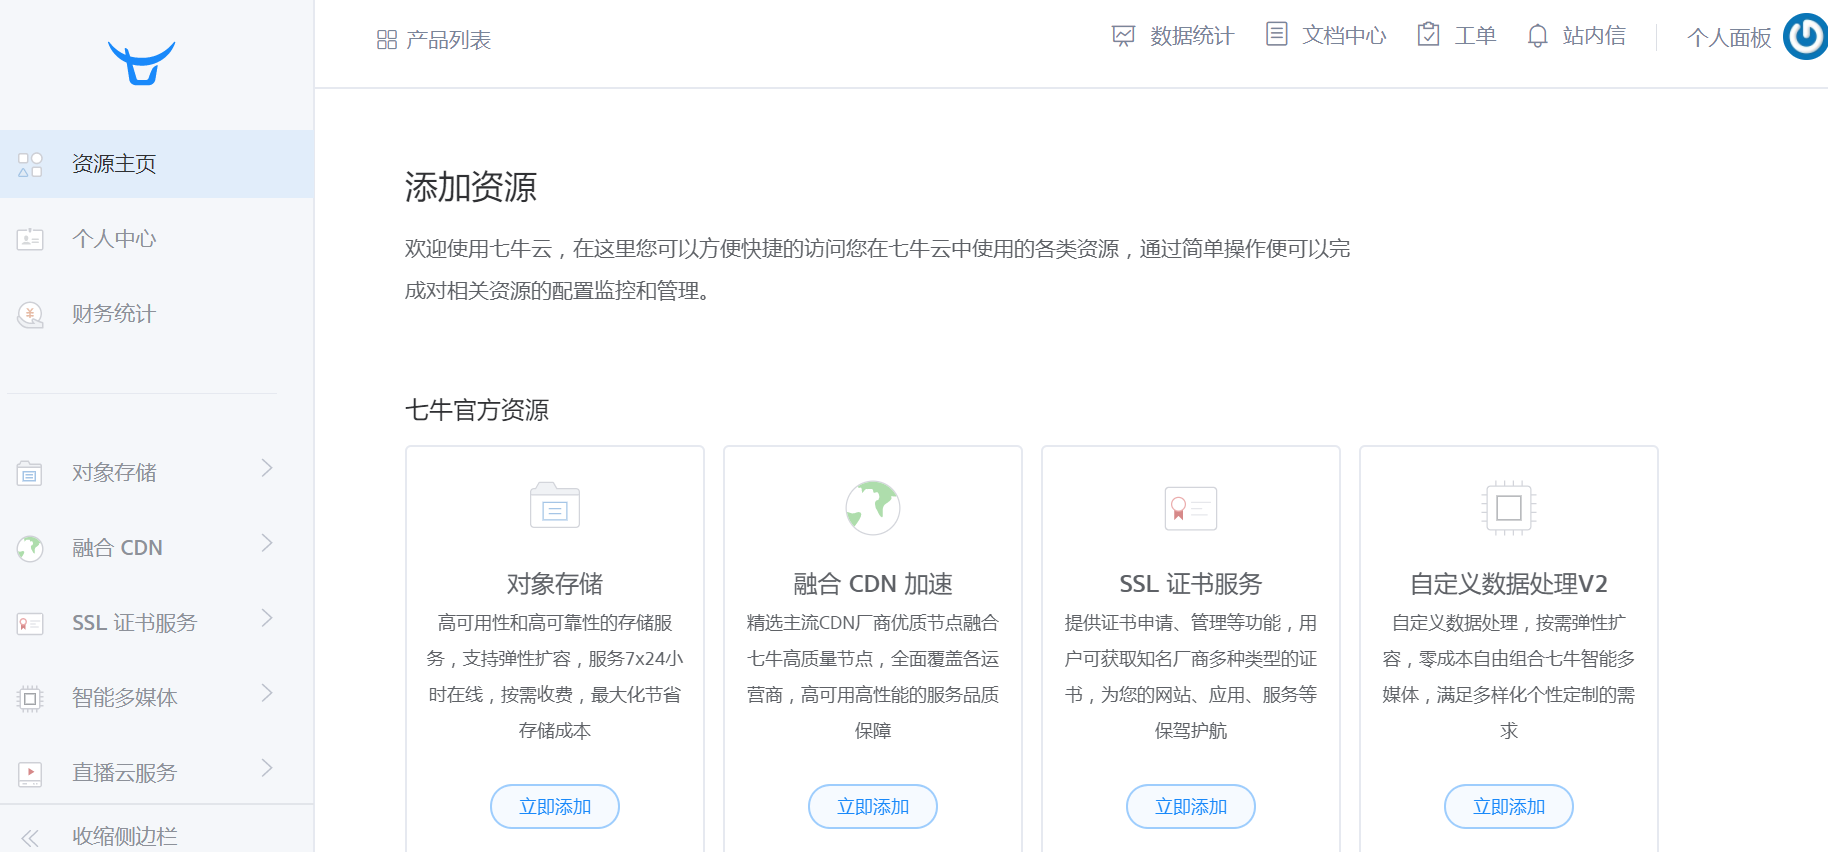 产品列表
数据统计
文档中心
工单
站内信
个人面板
资源主页
个人中心
财务统计
对象存储
融合 CDN
SSL 证书服务
智能多媒体
直播云服务
收缩侧边栏
添加资源
欢迎使用七牛云，在这里您可以方便快捷的访问您在七牛云中使用的各类资源，通过简单操作便可以完
成对相关资源的配置监控和管理。
七牛官方资源
对象存储
高可用性和高可靠性的存储服
务，支持弹性扩容，服务7x24小
时在线，按需收费，最大化节省
存储成本
立即添加
融合 CDN 加速
精选主流CDN厂商优质节点融合
七牛高质量节点，全面覆盖各运
营商，高可用高性能的服务品质
保障
立即添加
SSL 证书服务
提供证书申请、管理等功能，用
户可获取知名厂商多种类型的证
书，为您的网站、应用、服务等
保驾护航
立即添加
自定义数据处理V2
自定义数据处理，按需弹性扩
容，零成本自由组合七牛智能多
媒体，满足多样化个性定制的需
求
立即添加